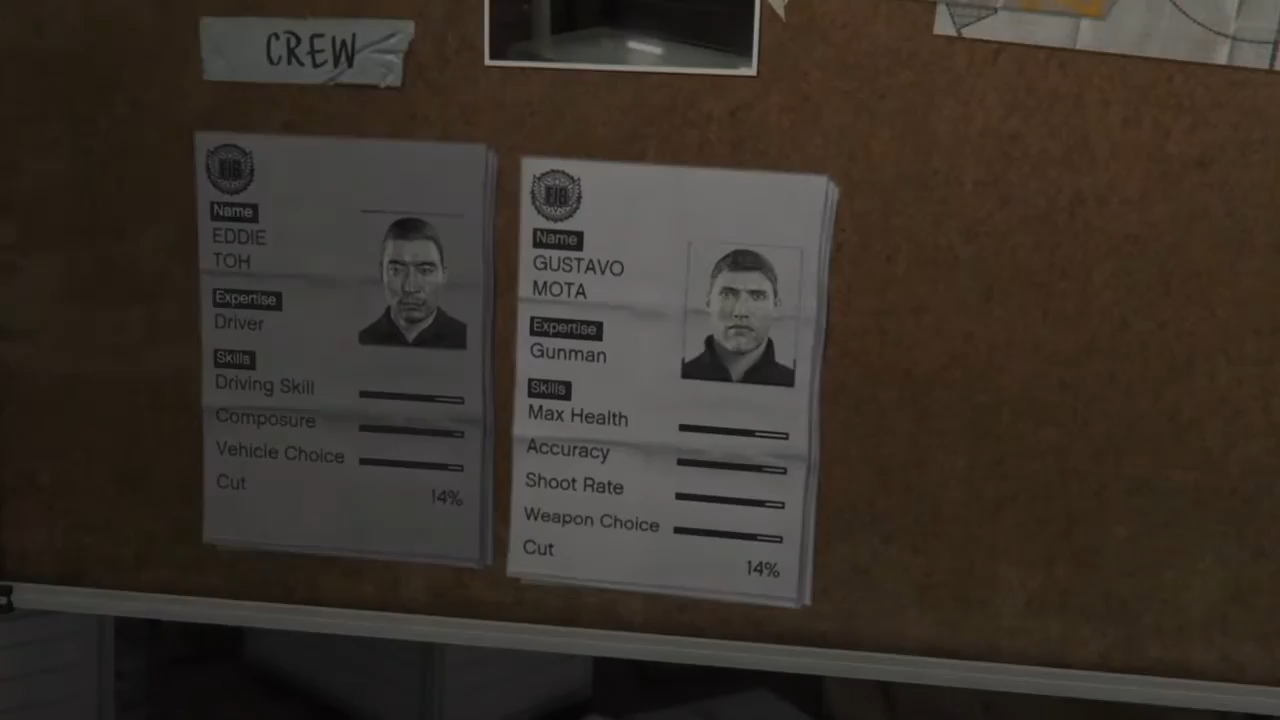 CREW
FIB
Name
EDDIE
TOH
Expertise
Driver
Skills
Driving Skill
Composure
Vehicle Choice
Cut
14%
FIB
Name
GUSTAVO
MOTA
Expertise
Gunman
Skills
Max Health
Accuracy
Shoot Rate
Weapon Choice
Cut
14%